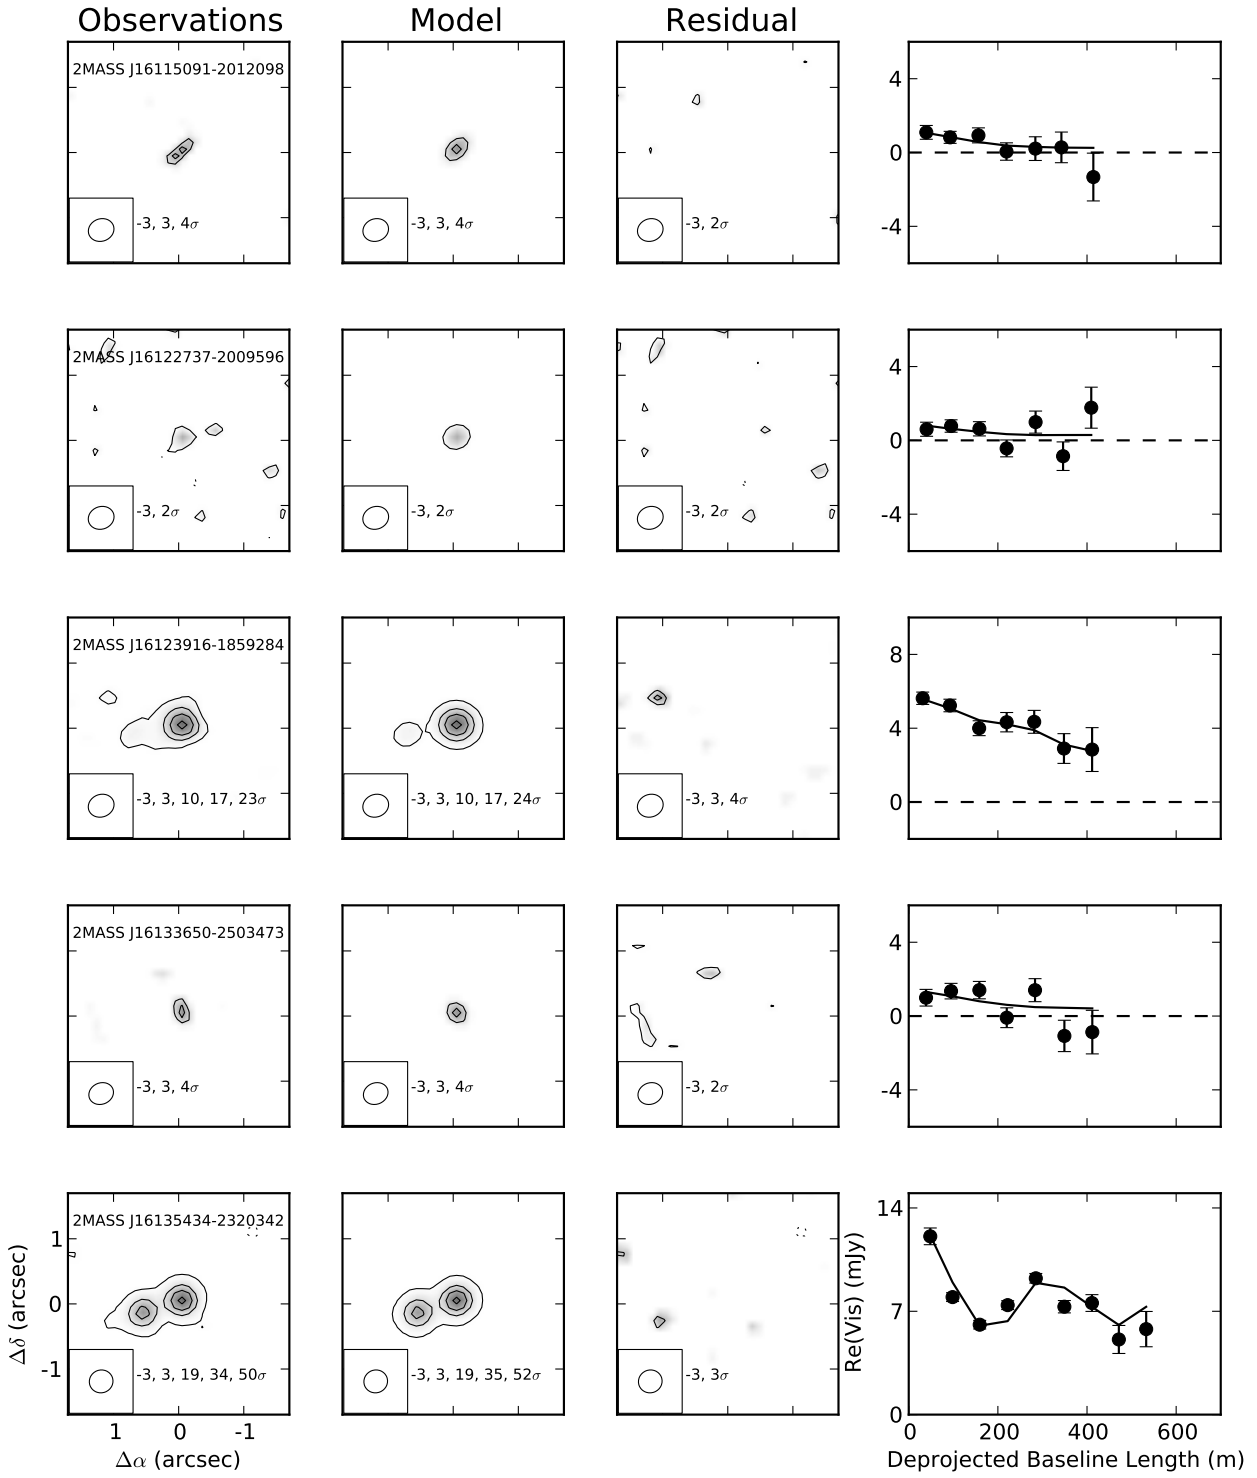 Observations Model Residual
2MASS J16115091-2012098
-3, 3, 4σ
-3, 3, 4σ
-3, 2σ
4
0
-4
2MASS J16122737-2009596
-3, 2σ
-3, 2σ
-3, 2σ
4
0
-4
2MASS J16123916-1859284
-3, 3, 10, 17, 23σ
-3, 3, 10, 17, 24σ
-3, 3, 4σ
8
4
0
2MASS J16133650-2503473
-3, 3, 4σ
-3, 3, 4σ
-3, 2σ
4
0
-4
2MASS J16135434-2320342
-3, 3, 19, 34, 50σ
-3, 3, 19, 35, 52σ
-3, 3σ
1
0
-1
Δδ (arcsec)
1 0 -1
Δα (arcsec)
14
7
0
Re(Vis) (mJy)
0 200 400 600
Deprojected Baseline Length (m)